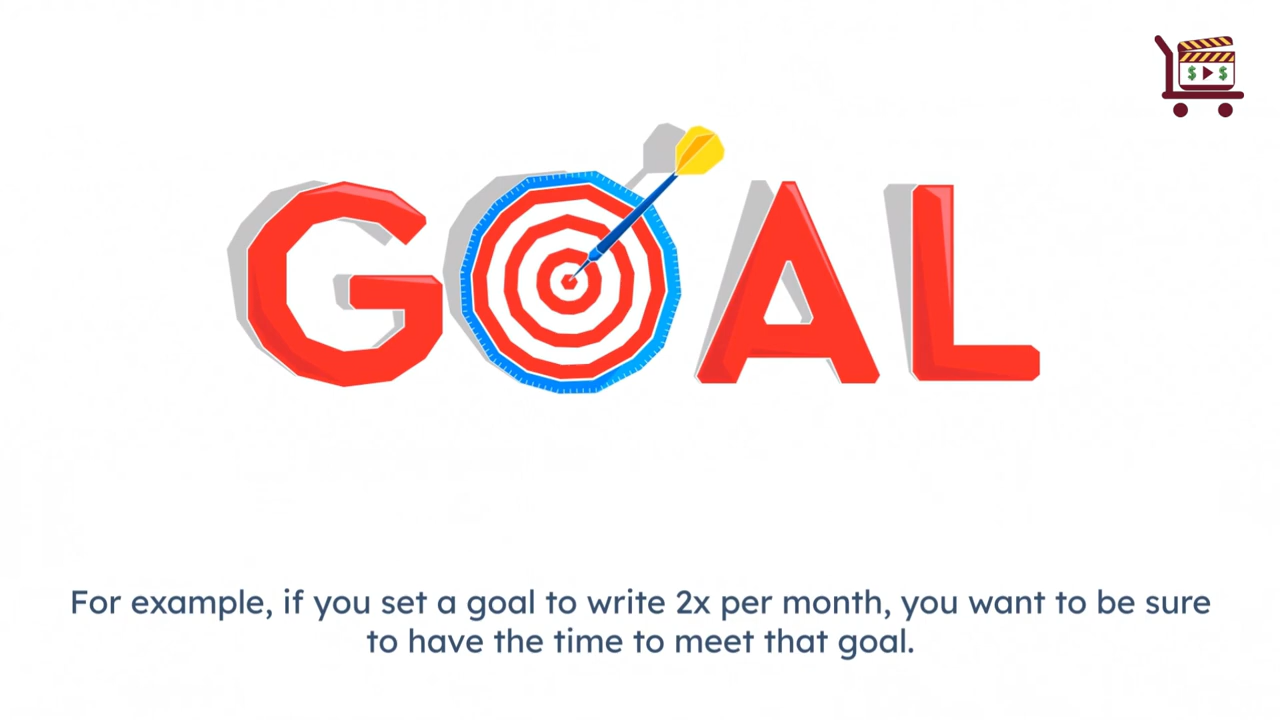 GOAL
$ $
For example, if you set a goal to write 2x per month, you want to be sure
to have the time to meet that goal.